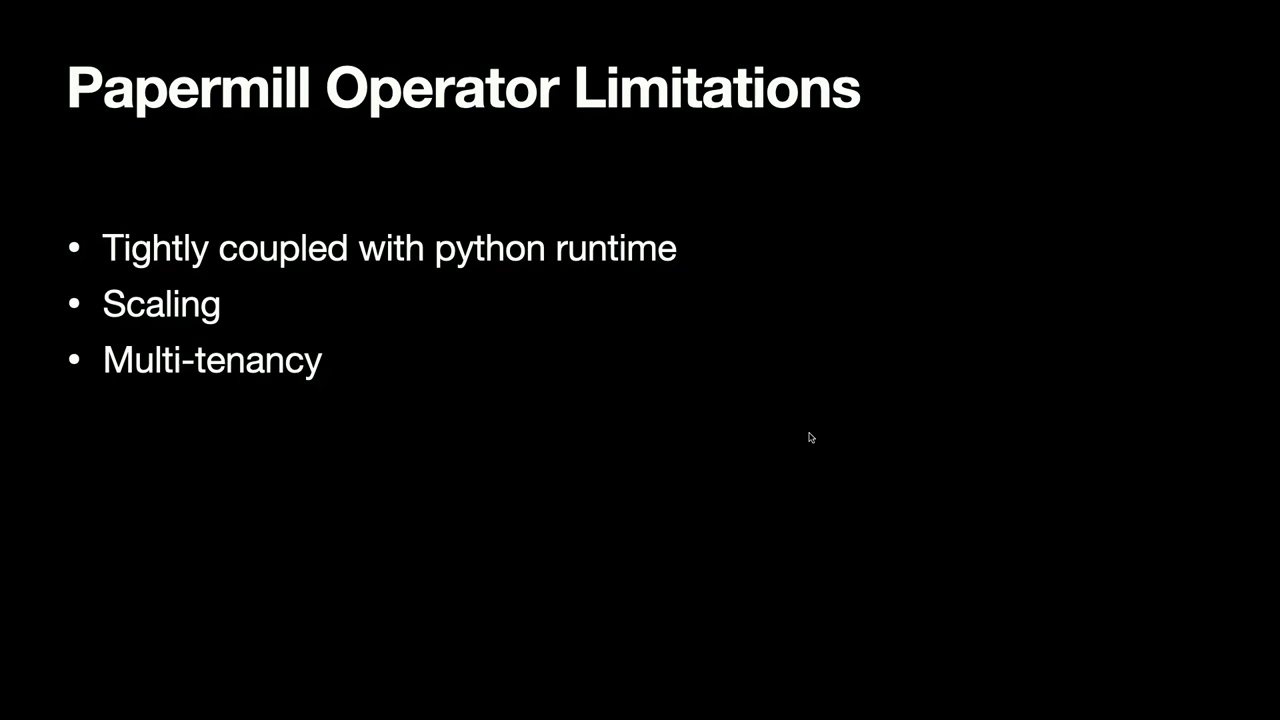 Papermill Operator Limitations
• Tightly coupled with python runtime
• Scaling
• Multi-tenancy